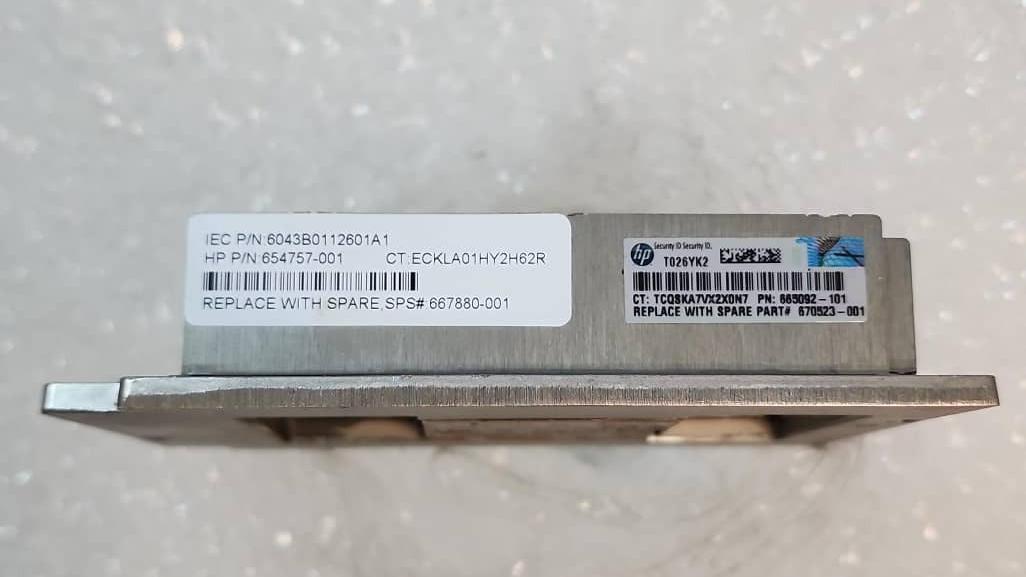 IEC P/N:6043B0112601A1
HP P/N:654757-001 CT:ECKLA01HY2H62R
REPLACE WITH SPARE,SPS# 667880-001
hp Security ID Security ID.
T026YK2
CT: TCQSKA7VX2X0N7 PN: 665092-101
REPLACE WITH SPARE PART# 670523-001